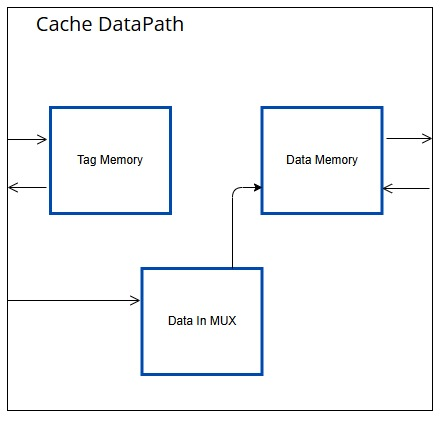 Cache DataPath
Tag Memory
Data Memory
Data In MUX